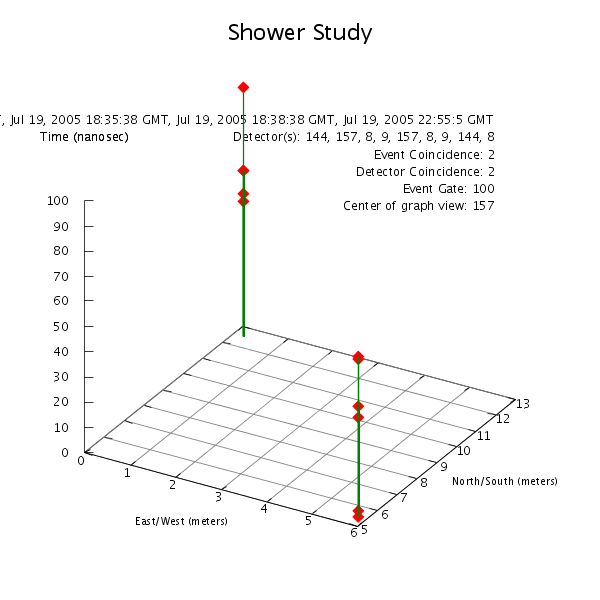 Shower Study
, Jul 19, 2005 18:35:38 GMT, Jul 19, 2005 18:38:38 GMT, Jul 19, 2005 22:55:5 GMT
Time (nanosec)
Detector(s): 144, 157, 8, 9, 157, 8, 9, 144, 8
Event Coincidence: 2
Detector Coincidence: 2
Event Gate: 100
Center of graph view: 157
100
90
80
70
60
50
40
30
20
10
0
0
1
2
3
4
5
6
5
6
7
8
9
10
11
12
13
East/West (meters)
North/South (meters)